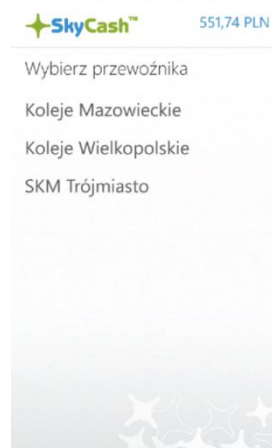 SkyCash™ 551,74 PLN
Wybierz przewoźnika
Koleje Mazowieckie
Koleje Wielkopolskie
SKM Trójmiasto